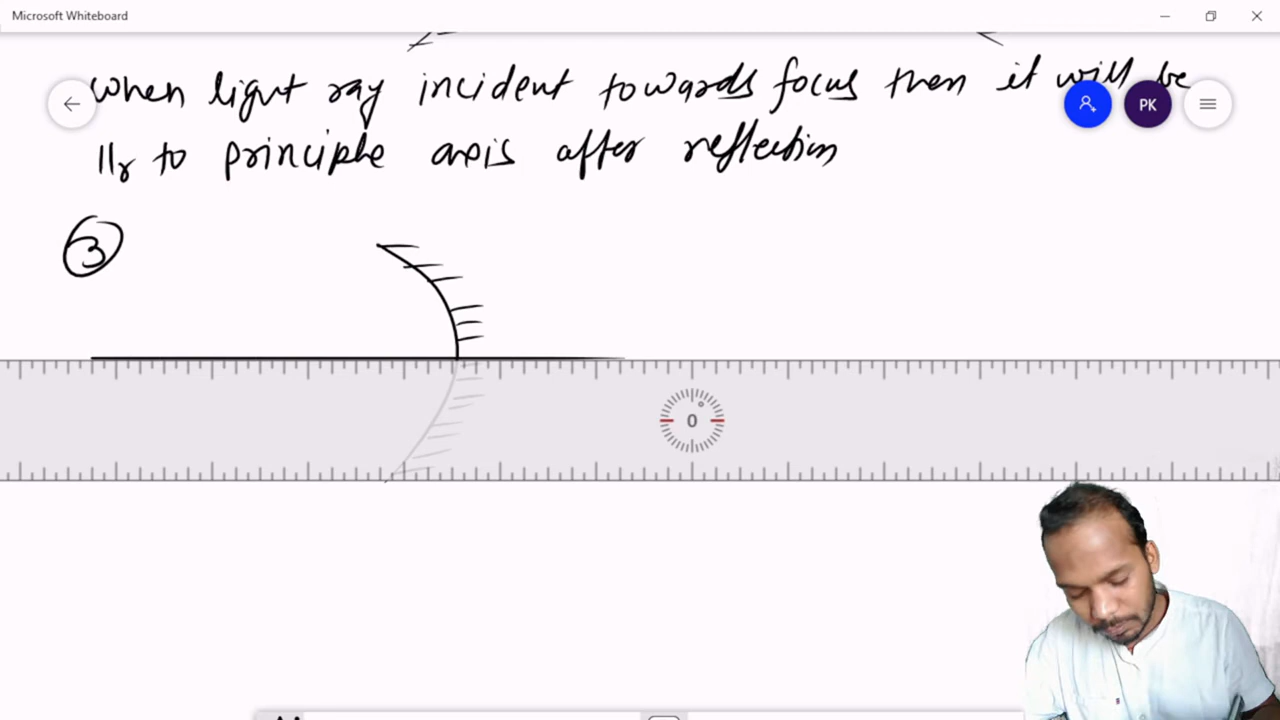 Microsoft Whiteboard
When light ray incident towards focus then it will be
PK
llr to principle axis after reflection
3
0